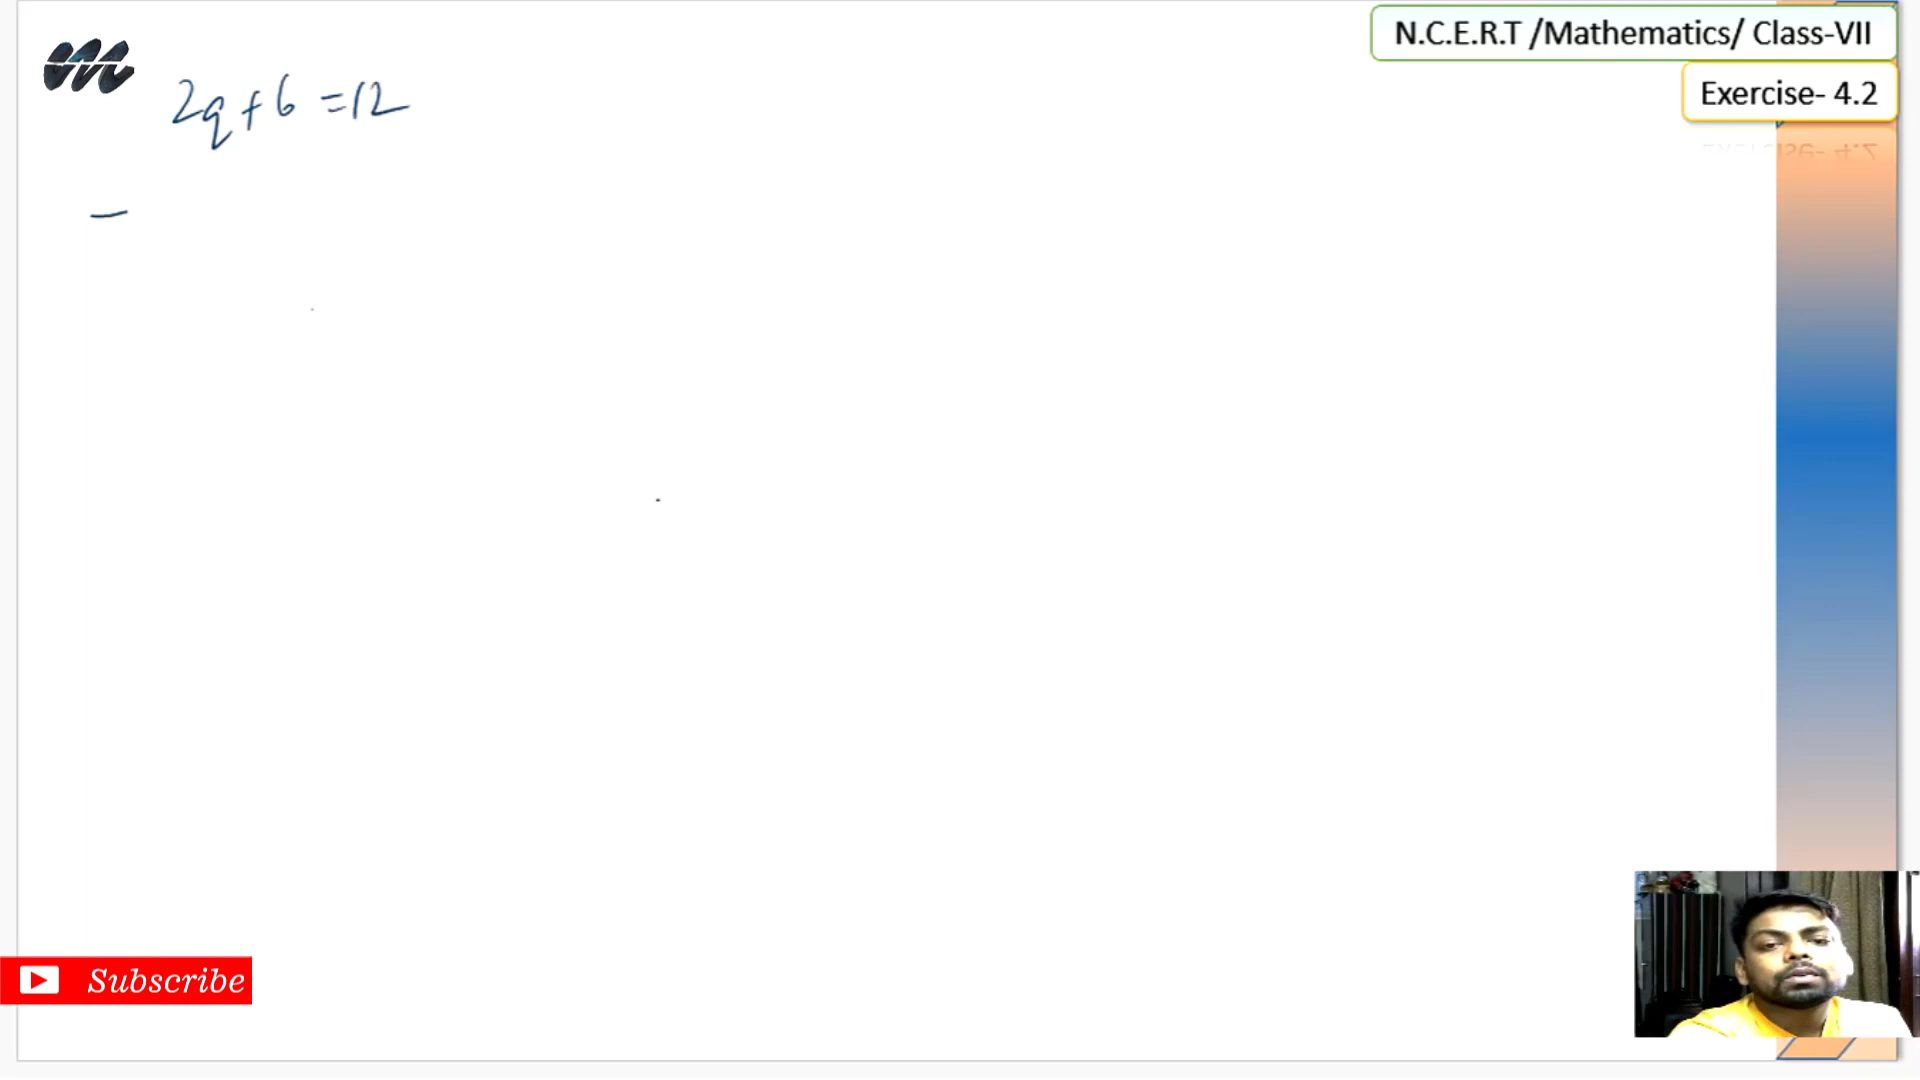 N.C.E.R.T /Mathematics/ Class-VII
Exercise- 4.2
2q+6 =12
—
Subscribe